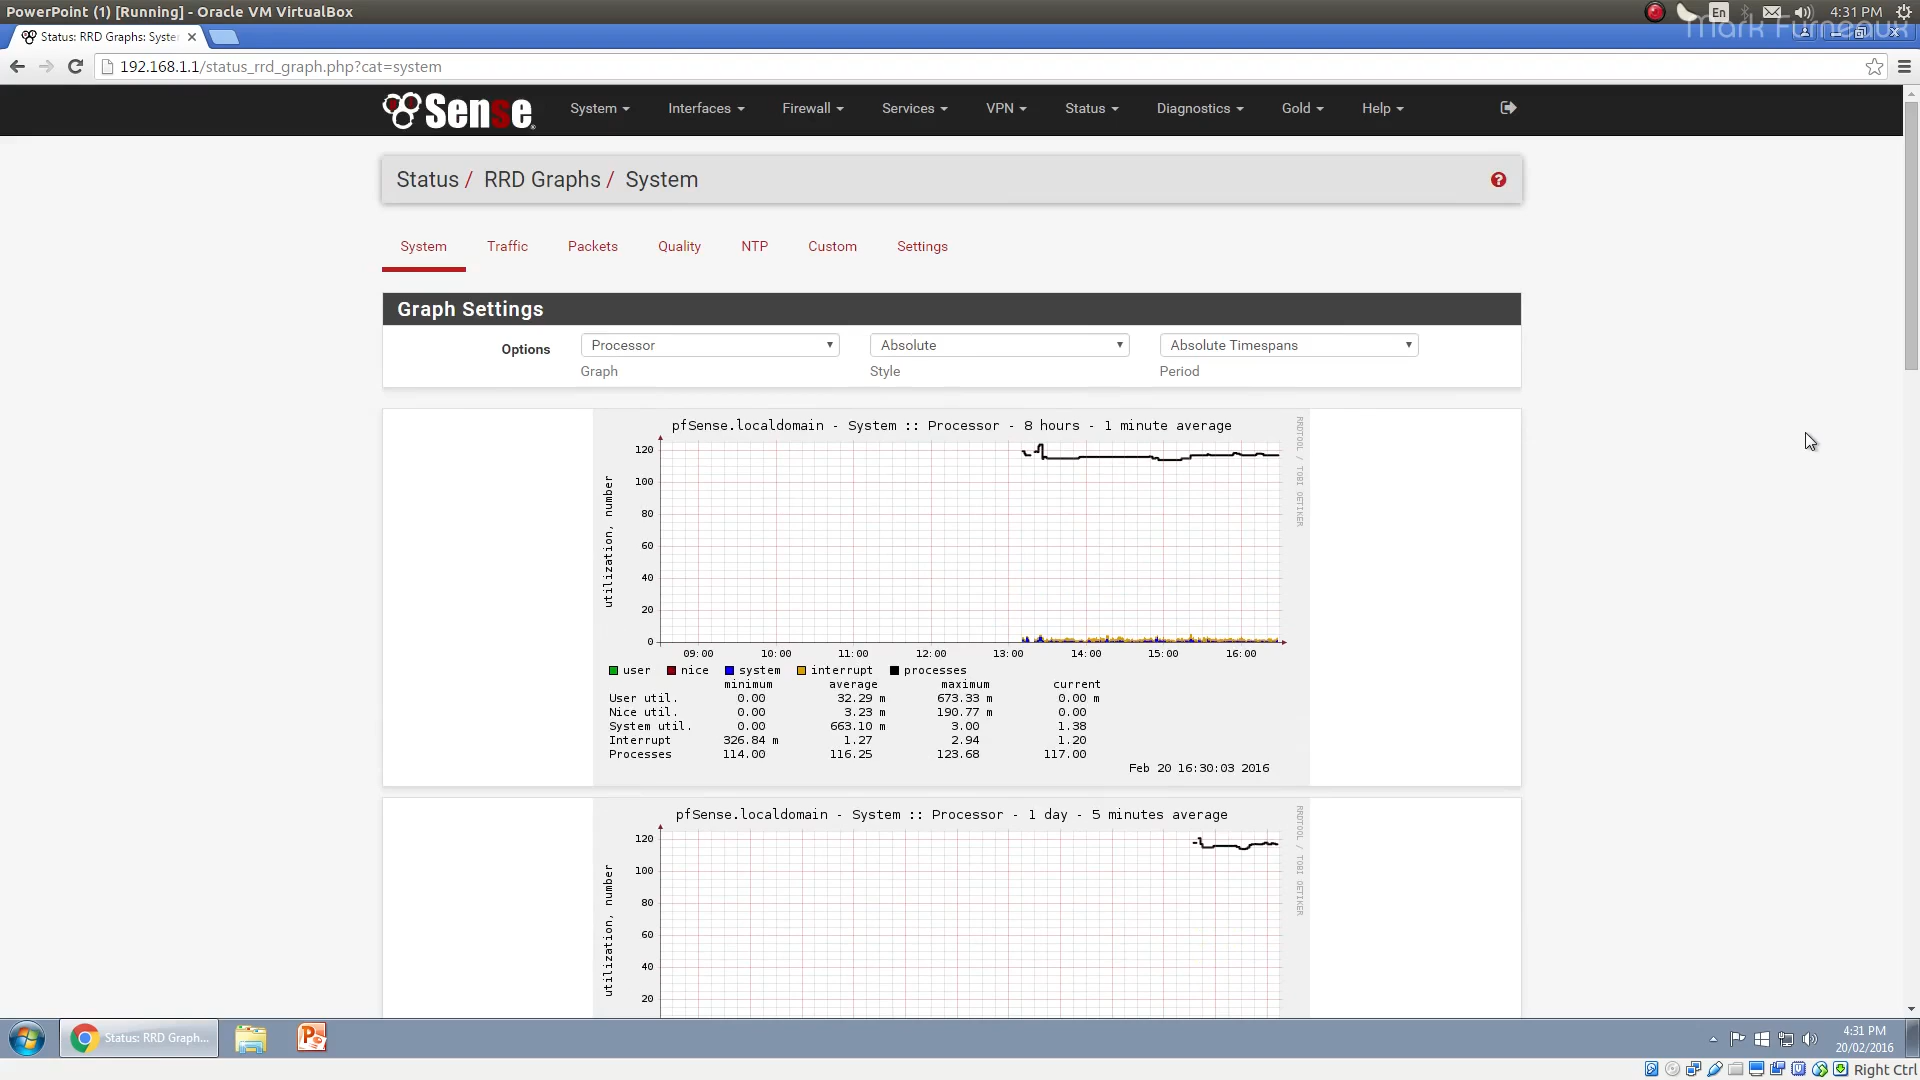 PowerPoint (1) [Running] - Oracle VM VirtualBox
En
4:31 PM
Mark Furneaux
Status: RRD Graphs: Syste
192.168.1.1/status_rrd_graph.php?cat=system
Sense
System
Interfaces
Firewall
Services
VPN
Status
Diagnostics
Gold
Help
Status / RRD Graphs / System
System
Traffic
Packets
Quality
NTP
Custom
Settings
Graph Settings
Options
Processor
Absolute
Absolute Timespans
Graph
Style
Period
pfSense.localdomain - System :: Processor - 8 hours - 1 minute average
RRDTOOL / TOBI OETIKER
utilization, number
120
100
80
60
40
20
0
09:00 10:00 11:00 12:00 13:00 14:00 15:00 16:00
user nice system interrupt processes
minimum average maximum current
User util. 0.00 32.29 m 673.33 m 0.00 m
Nice util. 0.00 3.23 m 190.77 m 0.00
System util. 0.00 663.10 m 3.00 1.38
Interrupt 326.84 m 1.27 2.94 1.20
Processes 114.00 116.25 123.68 117.00
Feb 20 16:30:03 2016
pfSense.localdomain - System :: Processor - 1 day - 5 minutes average
RRDTOOL / TOBI OETIKER
utilization, number
120
100
80
60
40
20
Status: RRD Graph...
4:31 PM
20/02/2016
Right Ctrl